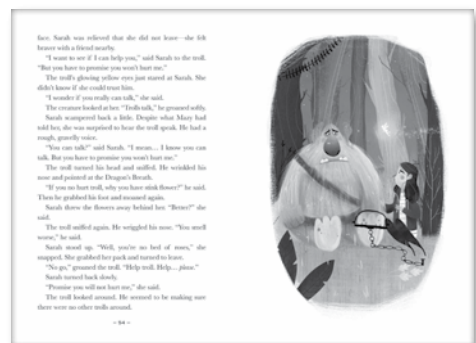 face. Sarah was relieved that she did not leave—she felt
braver with a friend nearby.
"I want to see if I can help you," said Sarah to the troll.
"But you have to promise you won't hurt me."
The troll's glowing yellow eyes just stared at Sarah. She
didn't know if she could trust him.
"I wonder if you really can talk," she said.
The creature looked at her. "Trolls talk," he groaned softly.
Sarah scampered back a little. Despite what Mary had
told her, she was surprised to hear the troll speak. He had a
rough, gravelly voice.
"You can talk?" said Sarah. "I mean… I know you can
talk. But you have to promise you won't hurt me."
The troll turned his head and sniffed. He wrinkled his
nose and pointed at the Dragon's Breath.
"If you no hurt troll, why you have stink flower?" he said.
Then he grabbed his foot and moaned again.
Sarah threw the flowers away behind her. "Better?" she
said.
The troll sniffed again. He wriggled his nose. "You smell
worse," he said.
Sarah stood up. "Well, you're no bed of roses," she
snapped. She grabbed her pack and turned to leave.
"No go," groaned the troll. "Help troll. Help… please."
Sarah turned back slowly.
"Promise you will not hurt me," she said.
The troll looked around. He seemed to be making sure
there were no other trolls around.
– 94 –